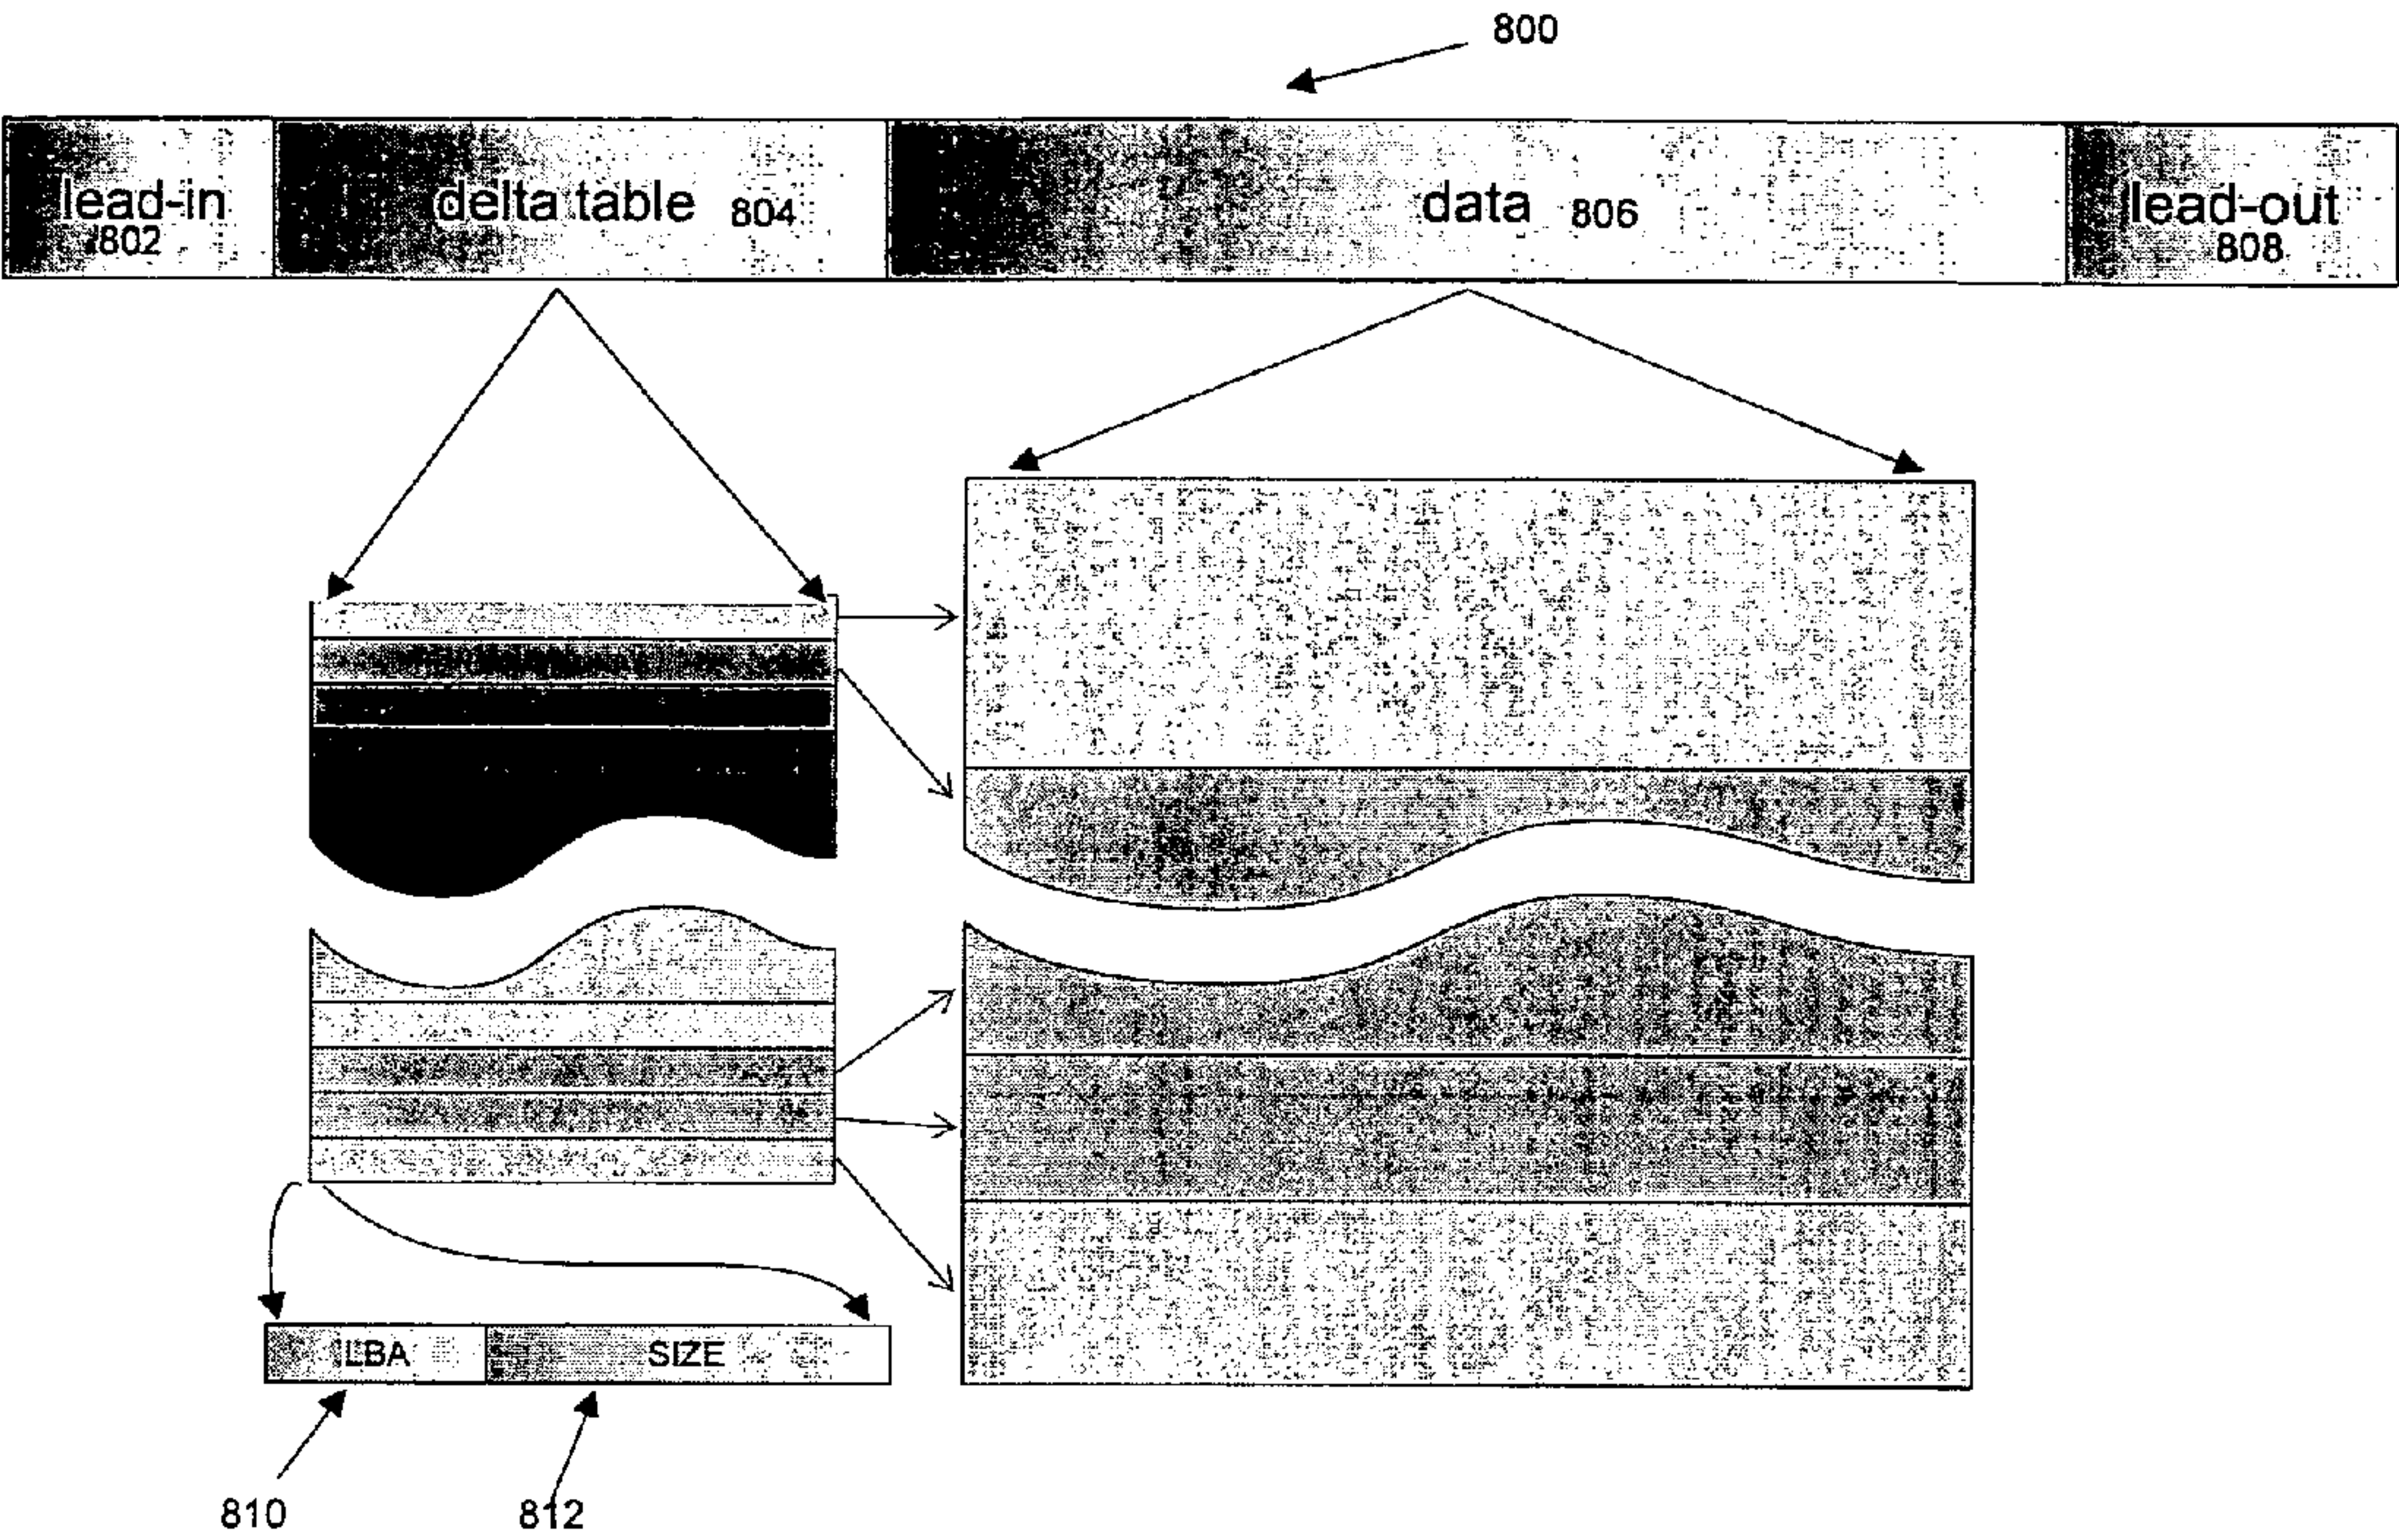 800
lead-in
802
delta table 804
data 806
lead-out
808
LBA
SIZE
810
812